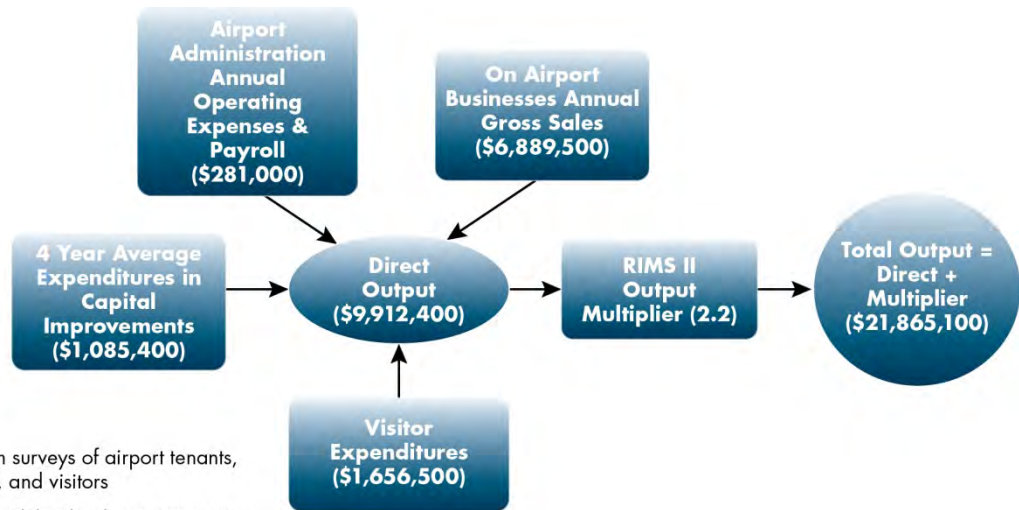 Airport
Administration
Annual
Operating
Expenses &
Payroll
($281,000)
On Airport
Businesses Annual
Gross Sales
($6,889,500)
4 Year Average
Expenditures in
Capital
Improvements
($1,085,400)
Direct
Output
($9,912,400)
RIMS II
Output
Multiplier (2.2)
Total Output =
Direct +
Multiplier
($21,865,100)
Visitor
Expenditures
($1,656,500)
surveys of airport tenants,
, and visitors